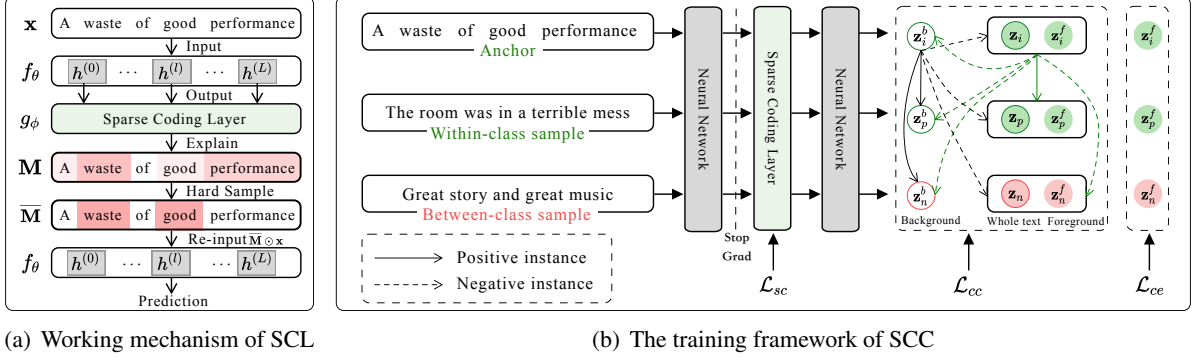 x A waste of good performance
Input
fθ h(0) ... h(l) ... h(L)
Output
gϕ Sparse Coding Layer
Explain
M A waste of good performance
Hard Sample
M̅ A waste of good performance
Re-input M̅ ⊙ x
fθ h(0) ... h(l) ... h(L)
Prediction
(a) Working mechanism of SCL
A waste of good performance
Anchor
The room was in a terrible mess
Within-class sample
Great story and great music
Between-class sample
Positive instance
Negative instance
Neural Network
Stop
Grad
Sparse Coding Layer
Neural Network
z_i^b z_i z_i^f z_i^f
z_p^b z_p z_p^f z_p^f
z_n^b z_n z_n^f z_n^f
Background Whole text Foreground
ℒsc ℒcc ℒce
(b) The training framework of SCC